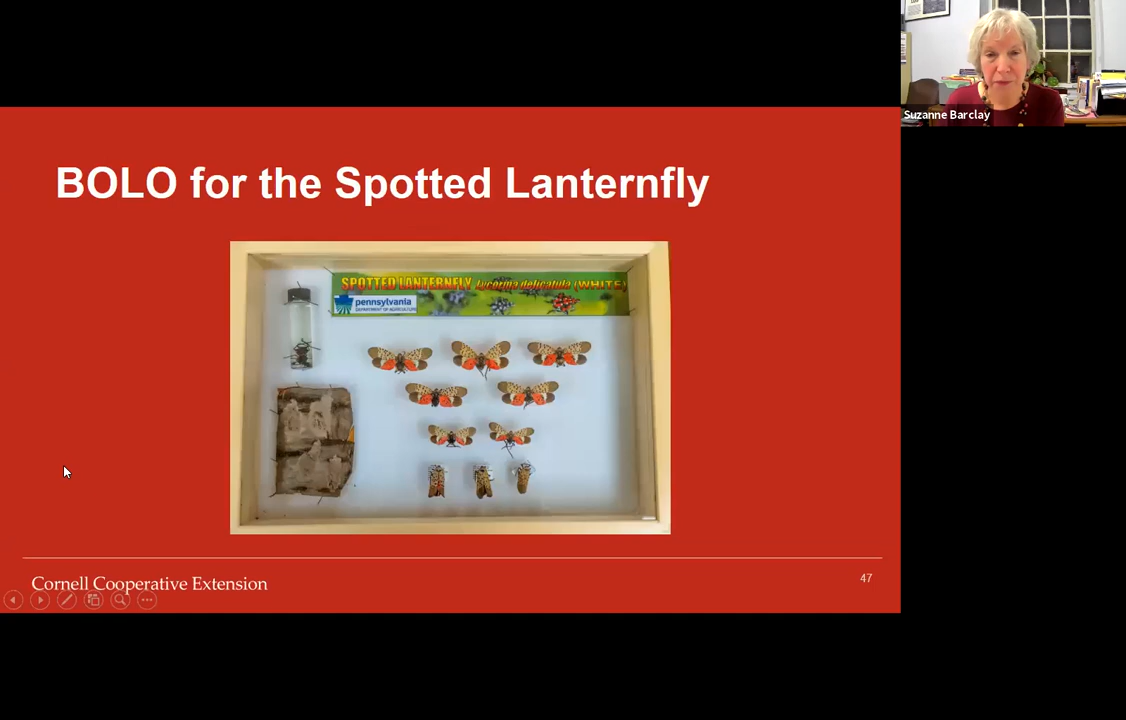 Suzanne Barclay
BOLO for the Spotted Lanternfly
SPOTTED LANTERNFLY Lycorma delicatula (WHITE)
pennsylvania
DEPARTMENT OF AGRICULTURE
Cornell Cooperative Extension
47